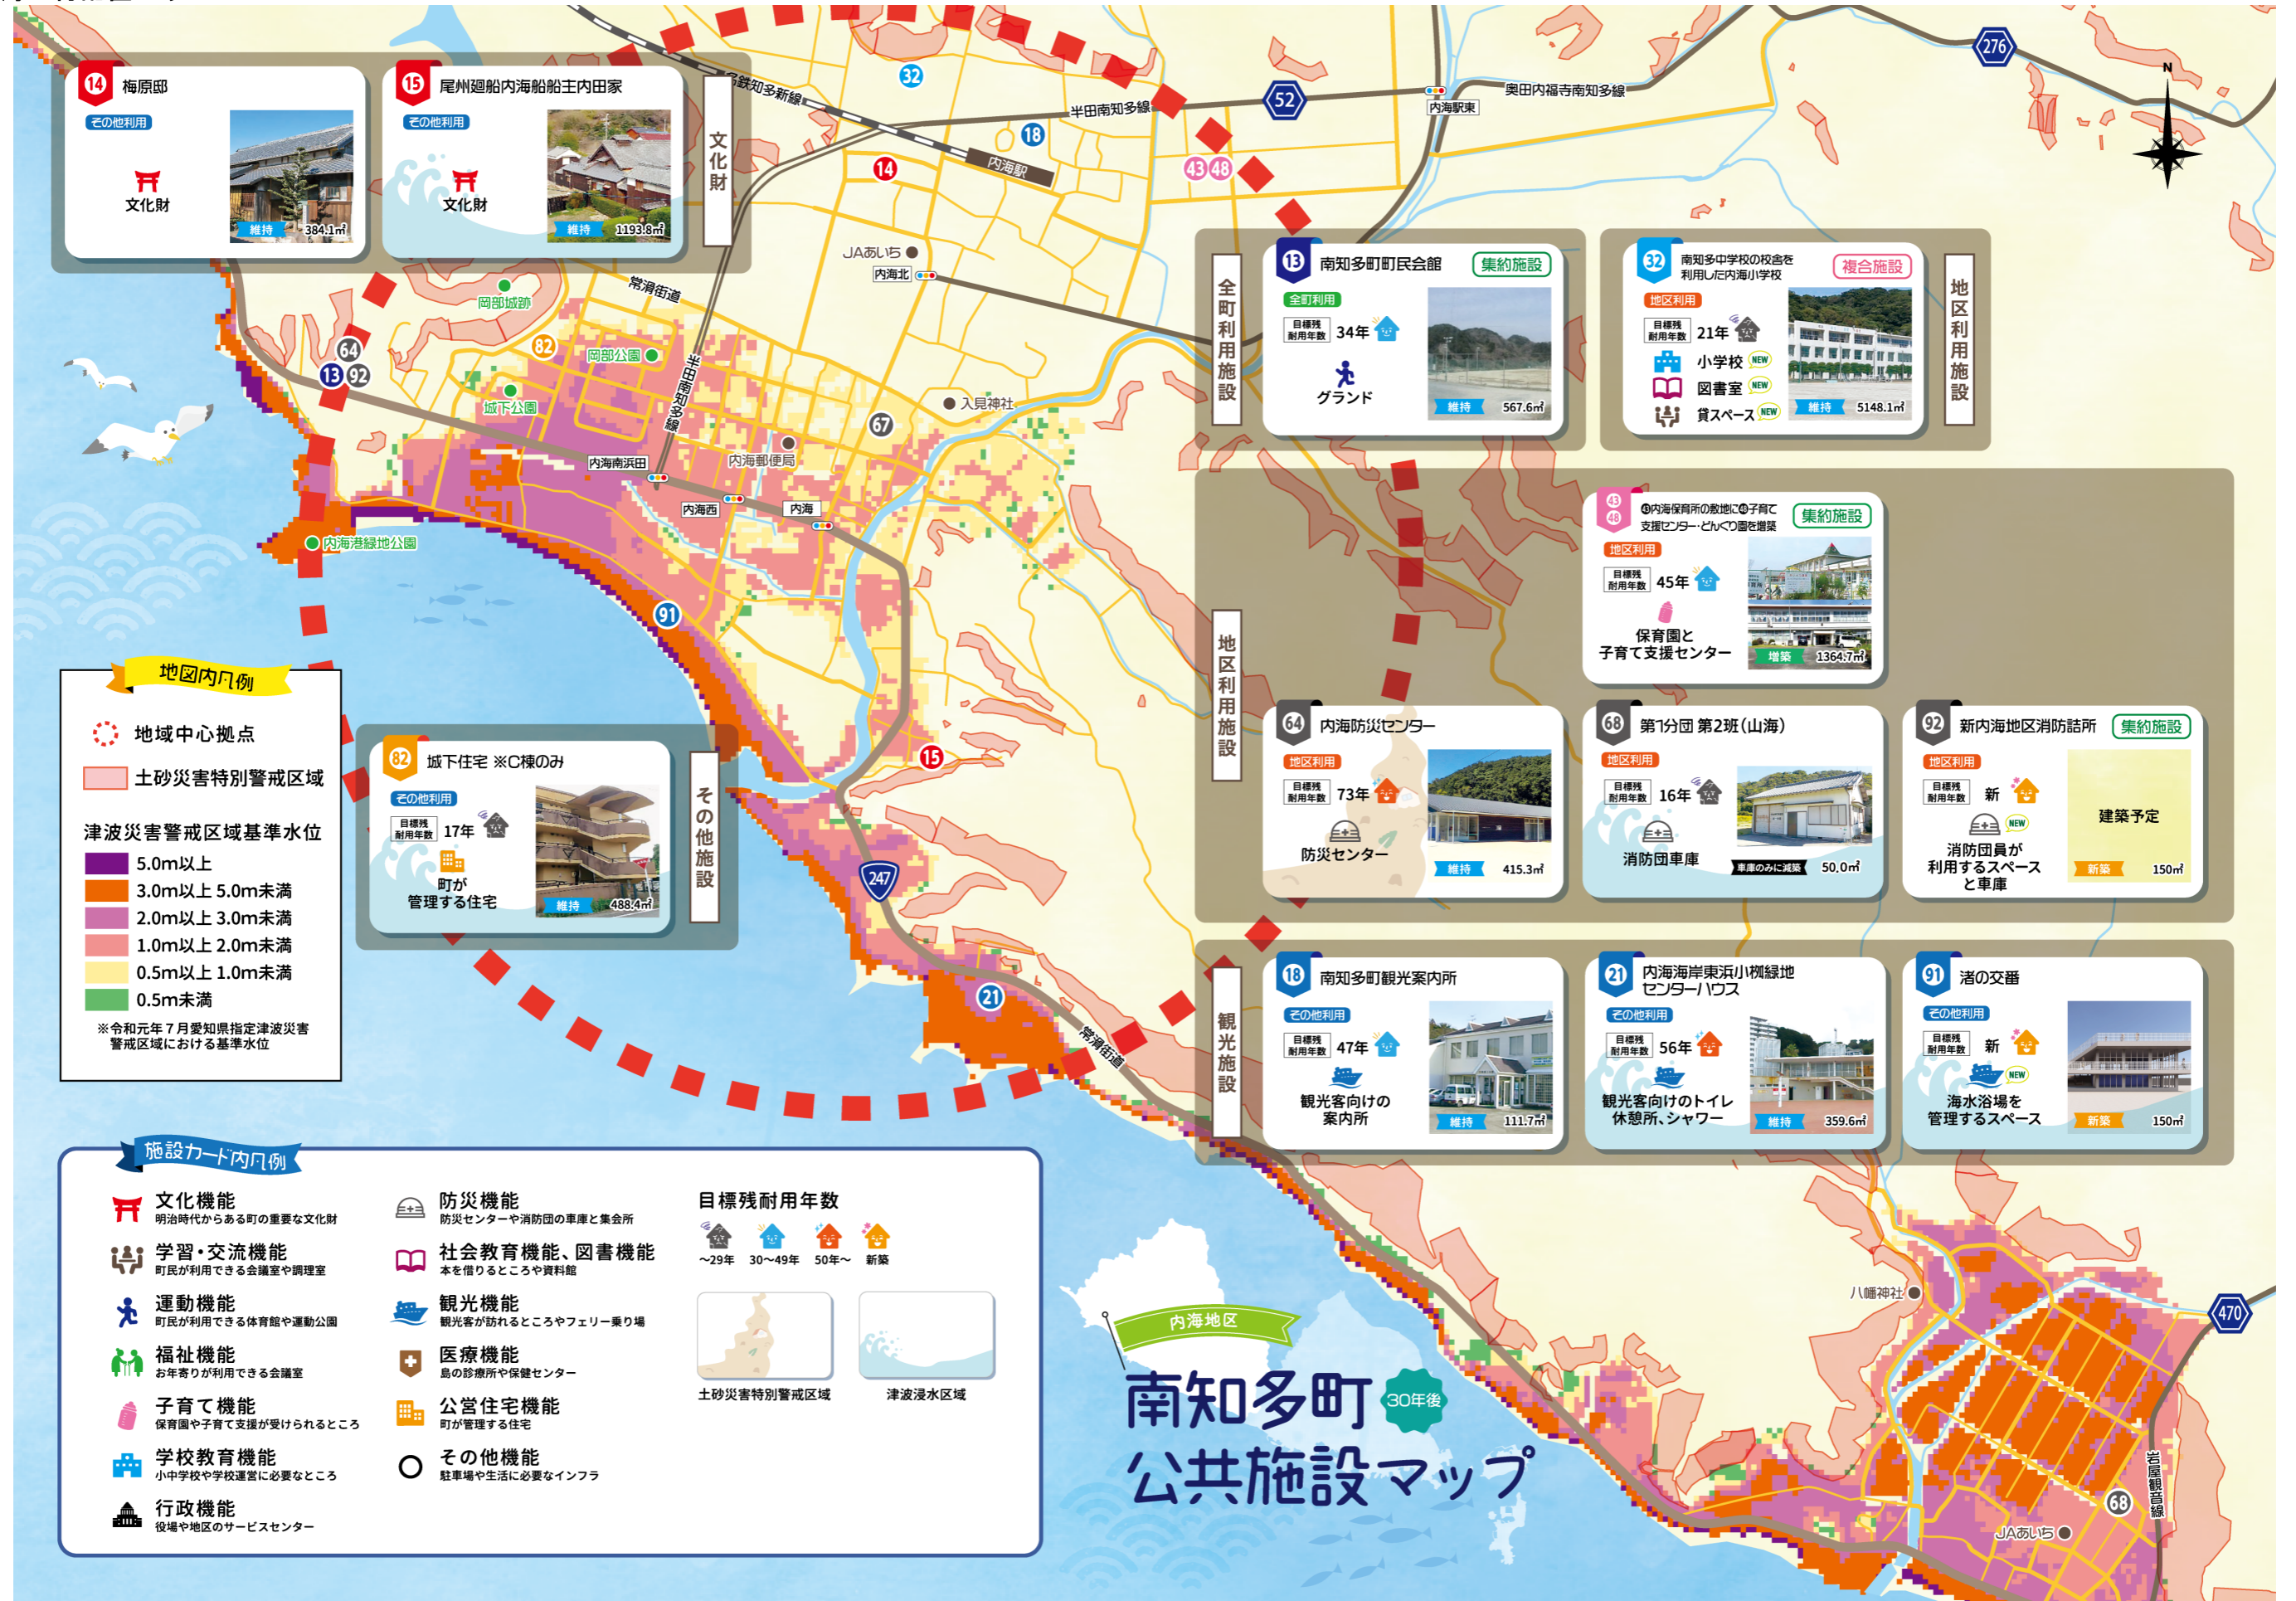 14 梅原邸
その他利用
文化財
維持 384.1㎡
15 尾州廻船内海船船主内田家
その他利用
文化財
維持 1193.8㎡
文化財
名鉄知多新線
32
半田南知多線
52
内海駅東
奥田内福寺南知多線
276
N
18
14
内海駅
43 48
JAあいち
内海北
岡部城跡
常滑街道
64
13 92
82
岡部公園
城下公園
半田南知多線
入見神社
67
内海郵便局
内海南浜田
内海西
内海
内海港緑地公園
91
15
247
21
常滑街道
全町利用施設
13 南知多町町民会館
集約施設
全町利用
目標残耐用年数 34年
グランド
維持 567.6㎡
32 南知多中学校の校舎を
利用した内海小学校
複合施設
地区利用
目標残耐用年数 21年
小学校 NEW
図書室 NEW
貸スペース NEW
維持 5148.1㎡
地区利用施設
地区利用施設
43
48
㊸内海保育所の敷地に㊽子育て
支援センター・どんぐり園を増築
集約施設
地区利用
目標残耐用年数 45年
保育園と
子育て支援センター
増築 1364.7㎡
64 内海防災センター
地区利用
目標残耐用年数 73年
防災センター
維持 415.3㎡
68 第1分団 第2班(山海)
地区利用
目標残耐用年数 16年
消防団車庫
車庫のみに減築 50.0㎡
92 新内海地区消防詰所
集約施設
地区利用
目標残耐用年数 新
NEW
消防団員が
利用するスペース
と車庫
建築予定
新築 150㎡
観光施設
18 南知多町観光案内所
その他利用
目標残耐用年数 47年
観光客向けの
案内所
維持 111.7㎡
21 内海海岸東浜小桝緑地
センターハウス
その他利用
目標残耐用年数 56年
観光客向けのトイレ
休憩所、シャワー
維持 359.6㎡
91 渚の交番
その他利用
目標残耐用年数 新
NEW
海水浴場を
管理するスペース
新築 150㎡
82 城下住宅 ※C棟のみ
その他利用
目標残耐用年数 17年
町が
管理する住宅
維持 488.4㎡
その他施設
地図内凡例
地域中心拠点
土砂災害特別警戒区域
津波災害警戒区域基準水位
5.0m以上
3.0m以上 5.0m未満
2.0m以上 3.0m未満
1.0m以上 2.0m未満
0.5m以上 1.0m未満
0.5m未満
※令和元年7月愛知県指定津波災害
警戒区域における基準水位
施設カード内凡例
文化機能
明治時代からある町の重要な文化財
学習・交流機能
町民が利用できる会議室や調理室
運動機能
町民が利用できる体育館や運動公園
福祉機能
お年寄りが利用できる会議室
子育て機能
保育園や子育て支援が受けられるところ
学校教育機能
小中学校や学校運営に必要なところ
行政機能
役場や地区のサービスセンター
防災機能
防災センターや消防団の車庫と集会所
社会教育機能、図書機能
本を借りるところや資料館
観光機能
観光客が訪れるところやフェリー乗り場
医療機能
島の診療所や保健センター
公営住宅機能
町が管理する住宅
その他機能
駐車場や生活に必要なインフラ
目標残耐用年数
〜29年 30〜49年 50年〜 新築
土砂災害特別警戒区域
津波浸水区域
内海地区
南知多町
30年後
公共施設マップ
八幡神社
470
岩屋観音線
68
JAあいち